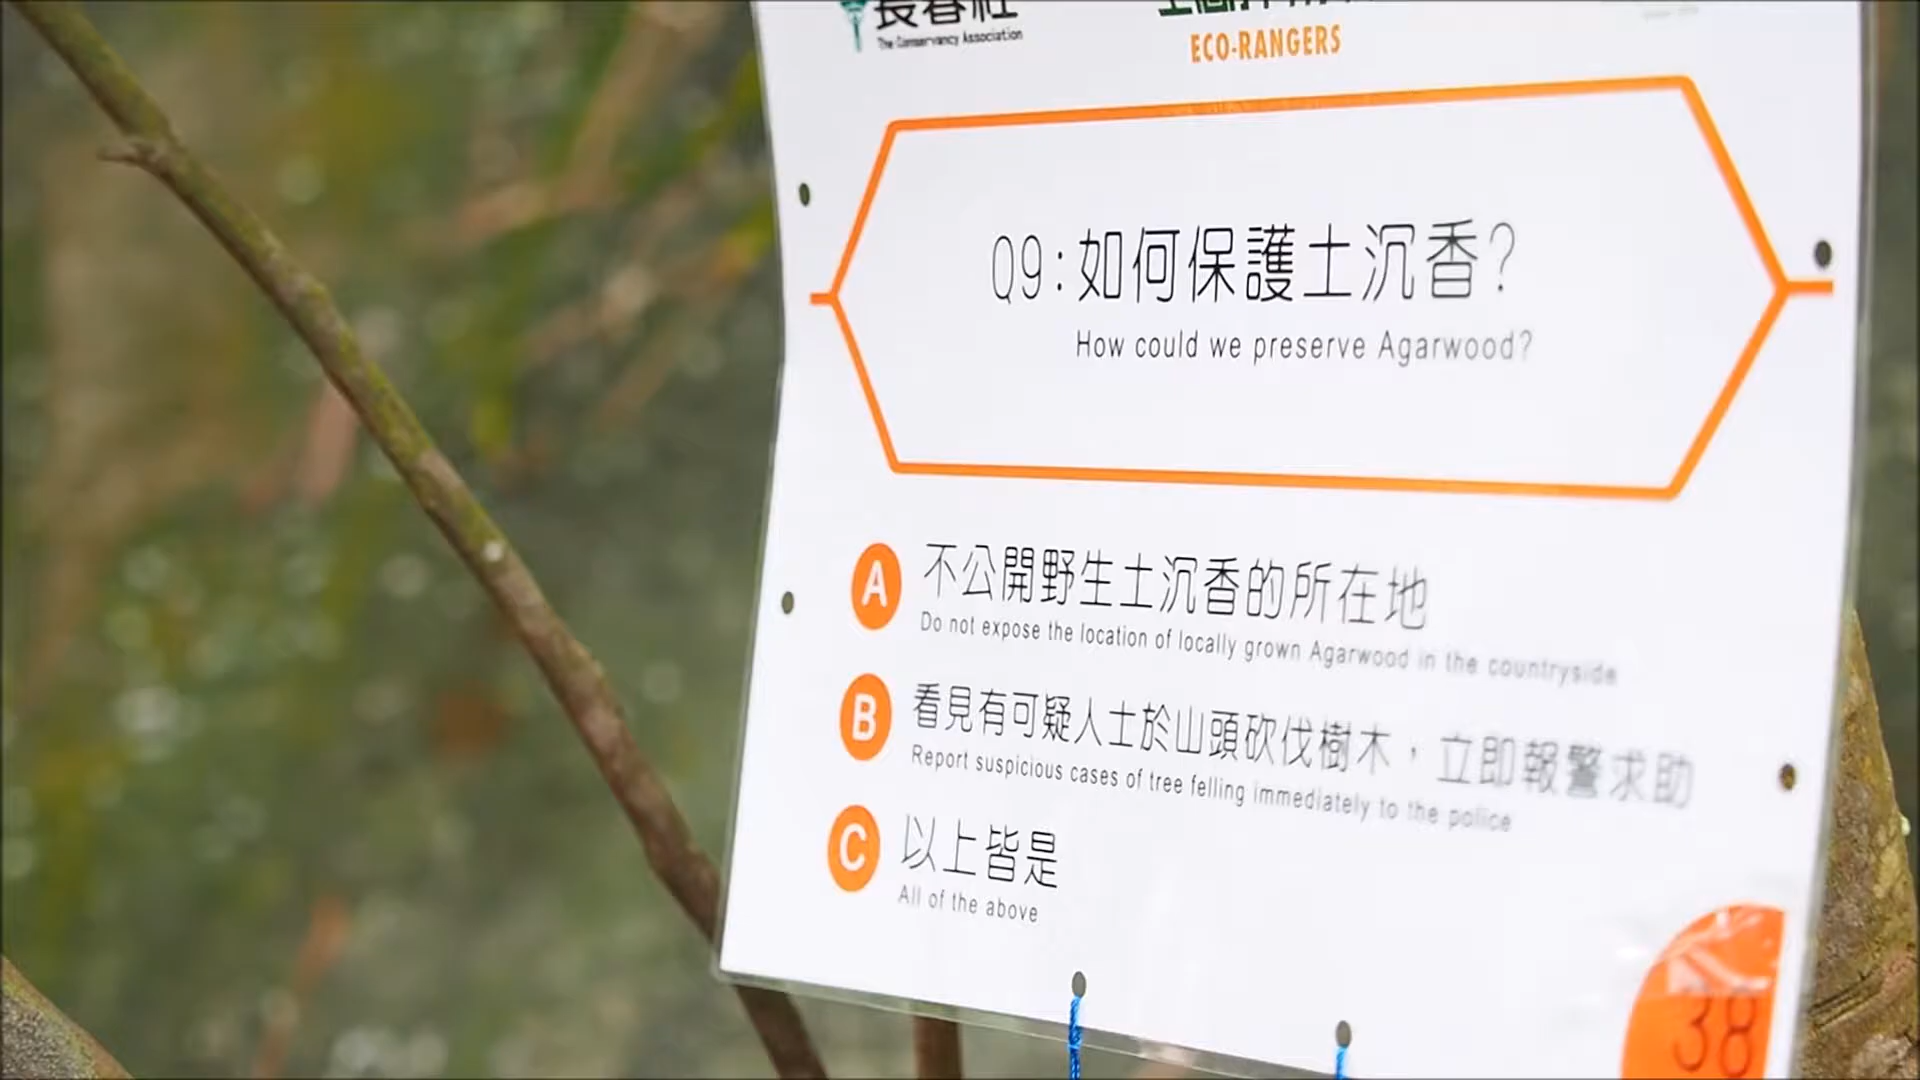 長春社
The Conservancy Association
ECO-RANGERS
Q9:如何保護土沉香?
How could we preserve Agarwood?
A 不公開野生土沉香的所在地
Do not expose the location of locally grown Agarwood in the countryside
B 看見有可疑人士於山頭砍伐樹木，立即報警求助
Report suspicious cases of tree felling immediately to the police
C 以上皆是
All of the above
38